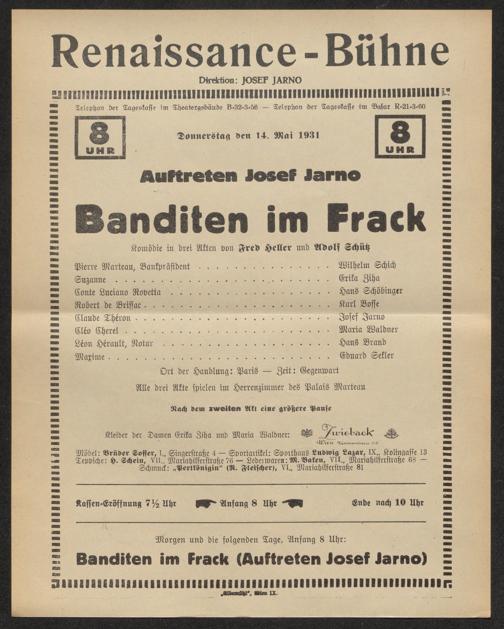 Renaissance-Bühne
Direktion: JOSEF JARNO
Telephon der Tageskasse im Theatergebäude B-32-3-56 — Telephon der Tageskasse im Basar R-21-3-60
8 UHR
Donnerstag den 14. Mai 1931
8 UHR
Auftreten Josef Jarno
Banditen im Frack
Komödie in drei Akten von Fred Heller und Adolf Schütz
Pierre Marteau, Bankpräsident . . . Wilhelm Schich
Suzanne . . . Erika Ziha
Conte Luciano Rovetta . . . Hans Schöbinger
Robert de Brissac . . . Karl Bosse
Claude Théron . . . Josef Jarno
Cléo Cherel . . . Maria Waldner
Léon Hérault, Notar . . . Hans Brand
Maxime . . . Eduard Sekler
Ort der Handlung: Paris — Zeit: Gegenwart
Alle drei Akte spielen im Herrenzimmer des Palais Marteau
Nach dem zweiten Akt eine größere Pause
Kleider der Damen Erika Ziha und Maria Waldner: Zwieback
Möbel: Brüder Soffer, I., Singerstraße 4 — Sportartikel: Sporthaus Ludwig Lazar, IX., Kolingasse 13
Teppiche: H. Schein, VII., Mariahilferstraße 76 — Lederwaren: M. Baken, VII., Mariahilferstraße 68 —
Schmuck: „Perlkönigin" (R. Fleischer), VI., Mariahilferstraße 81
Kassen-Eröffnung 7½ Uhr Anfang 8 Uhr Ende nach 10 Uhr
Morgen und die folgenden Tage, Anfang 8 Uhr:
Banditen im Frack (Auftreten Josef Jarno)
Wien IX.